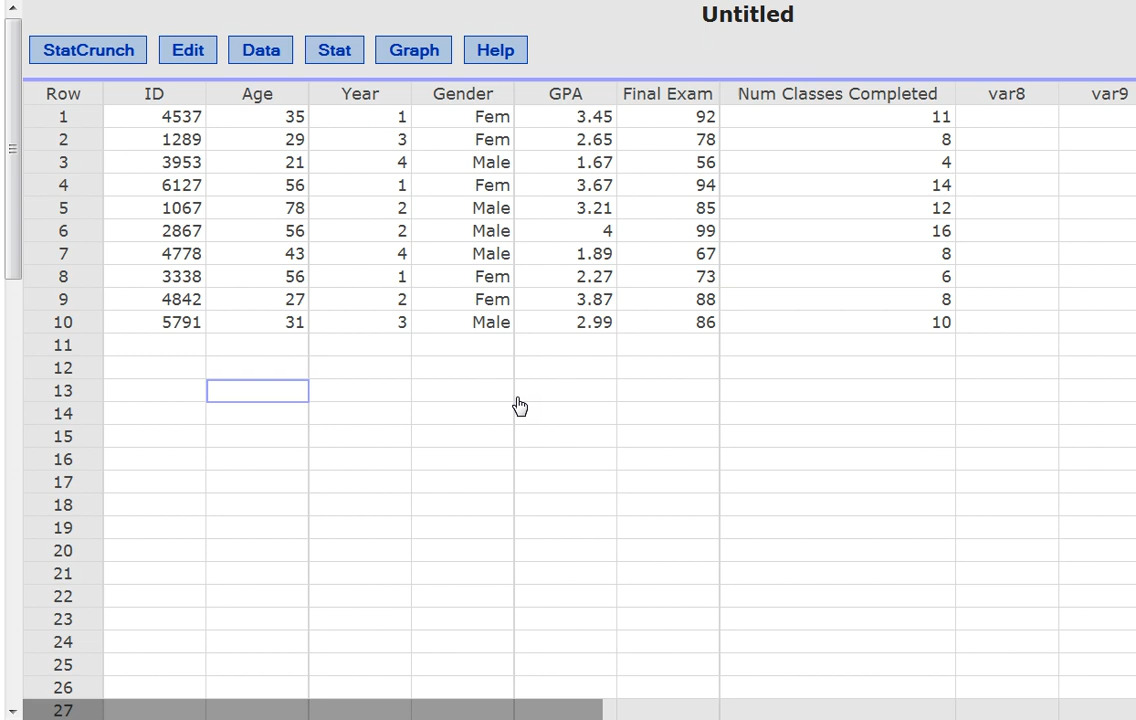 Untitled
StatCrunch Edit Data Stat Graph Help
Row ID Age Year Gender GPA Final Exam Num Classes Completed var8 var9
1 4537 35 1 Fem 3.45 92 11
2 1289 29 3 Fem 2.65 78 8
3 3953 21 4 Male 1.67 56 4
4 6127 56 1 Fem 3.67 94 14
5 1067 78 2 Male 3.21 85 12
6 2867 56 2 Male 4 99 16
7 4778 43 4 Male 1.89 67 8
8 3338 56 1 Fem 2.27 73 6
9 4842 27 2 Fem 3.87 88 8
10 5791 31 3 Male 2.99 86 10
11
12
13
14
15
16
17
18
19
20
21
22
23
24
25
26
27